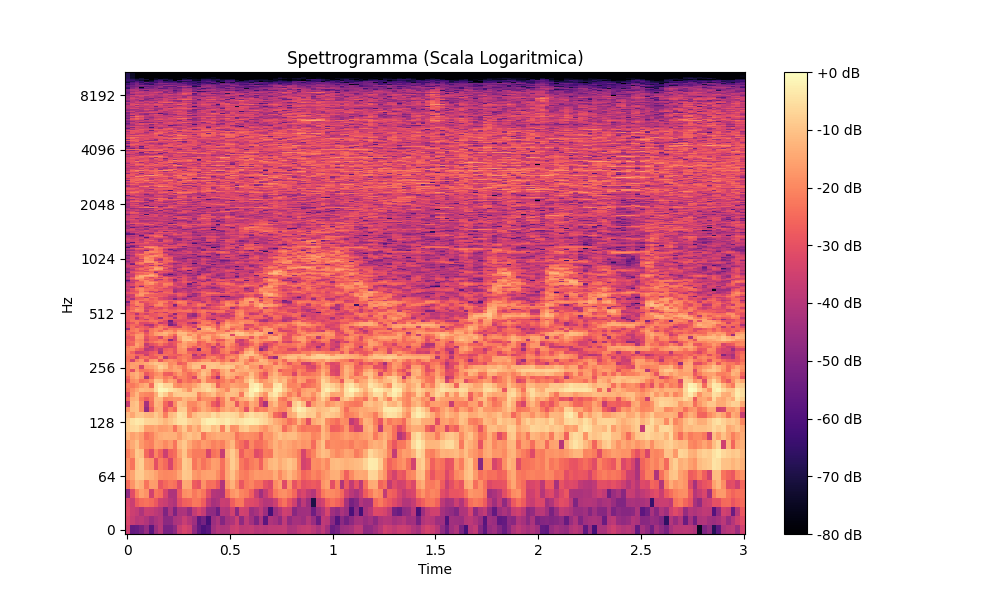 Spettrogramma (Scala Logaritmica)
Hz
8192
4096
2048
1024
512
256
128
64
0
0
0.5
1
1.5
2
2.5
3
Time
+0 dB
-10 dB
-20 dB
-30 dB
-40 dB
-50 dB
-60 dB
-70 dB
-80 dB